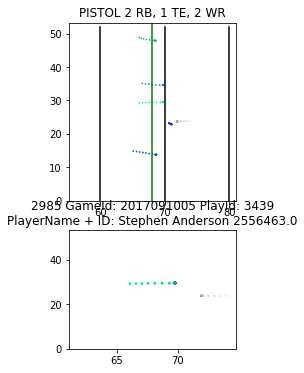 PISTOL 2 RB, 1 TE, 2 WR
50
40
30
20
10
0
60 70 80
2985 GameId: 2017091005 PlayId: 3439
PlayerName + ID: Stephen Anderson 2556463.0
40
20
0
65 70